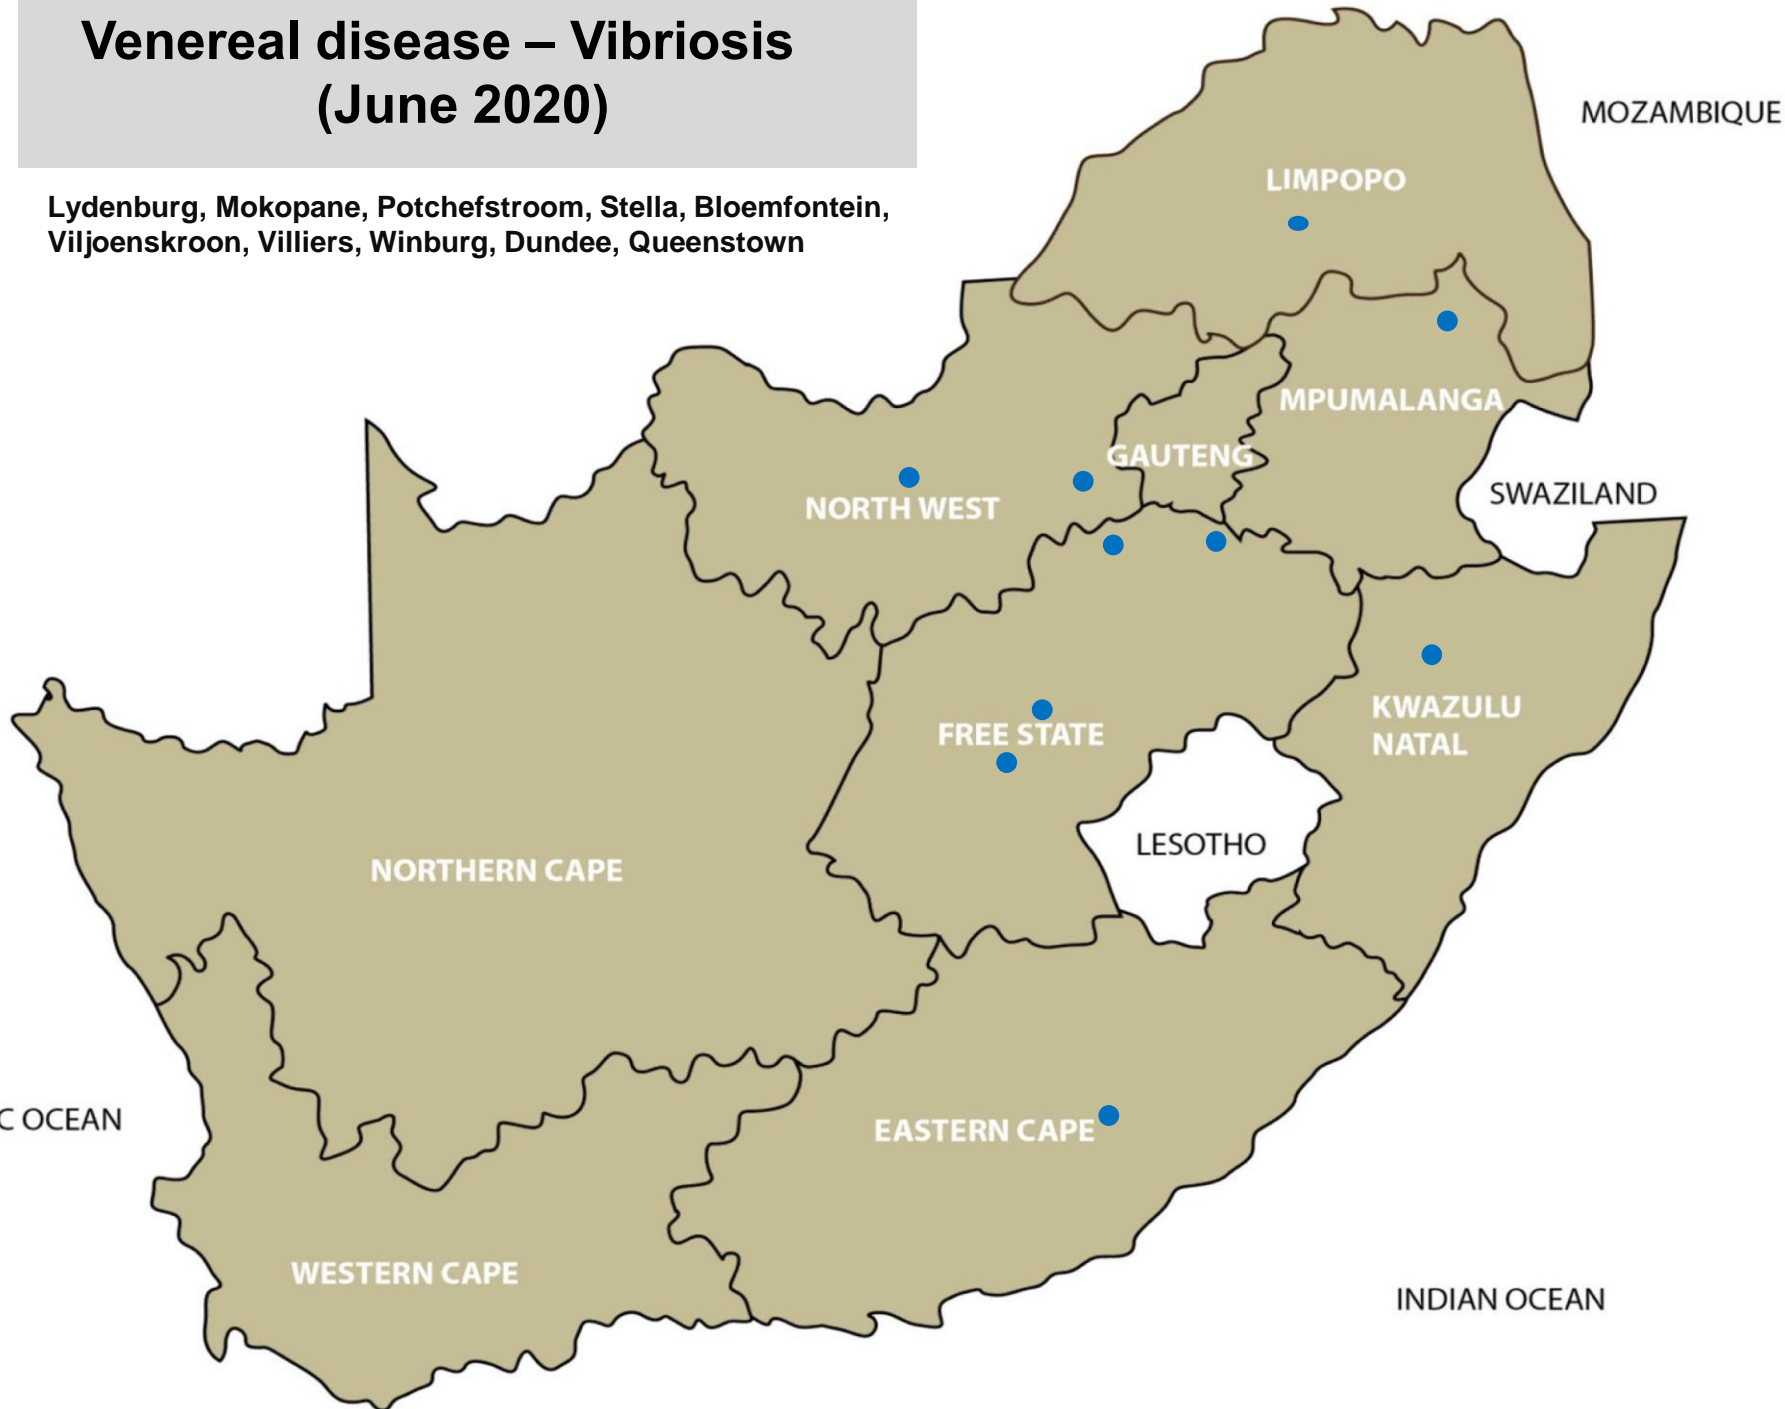 Venereal disease – Vibriosis
(June 2020)
Lydenburg, Mokopane, Potchefstroom, Stella, Bloemfontein,
Viljoenskroon, Villiers, Winburg, Dundee, Queenstown
MOZAMBIQUE
LIMPOPO
MPUMALANGA
GAUTENG
SWAZILAND
NORTH WEST
KWAZULU
NATAL
FREE STATE
LESOTHO
NORTHERN CAPE
C OCEAN
EASTERN CAPE
WESTERN CAPE
INDIAN OCEAN